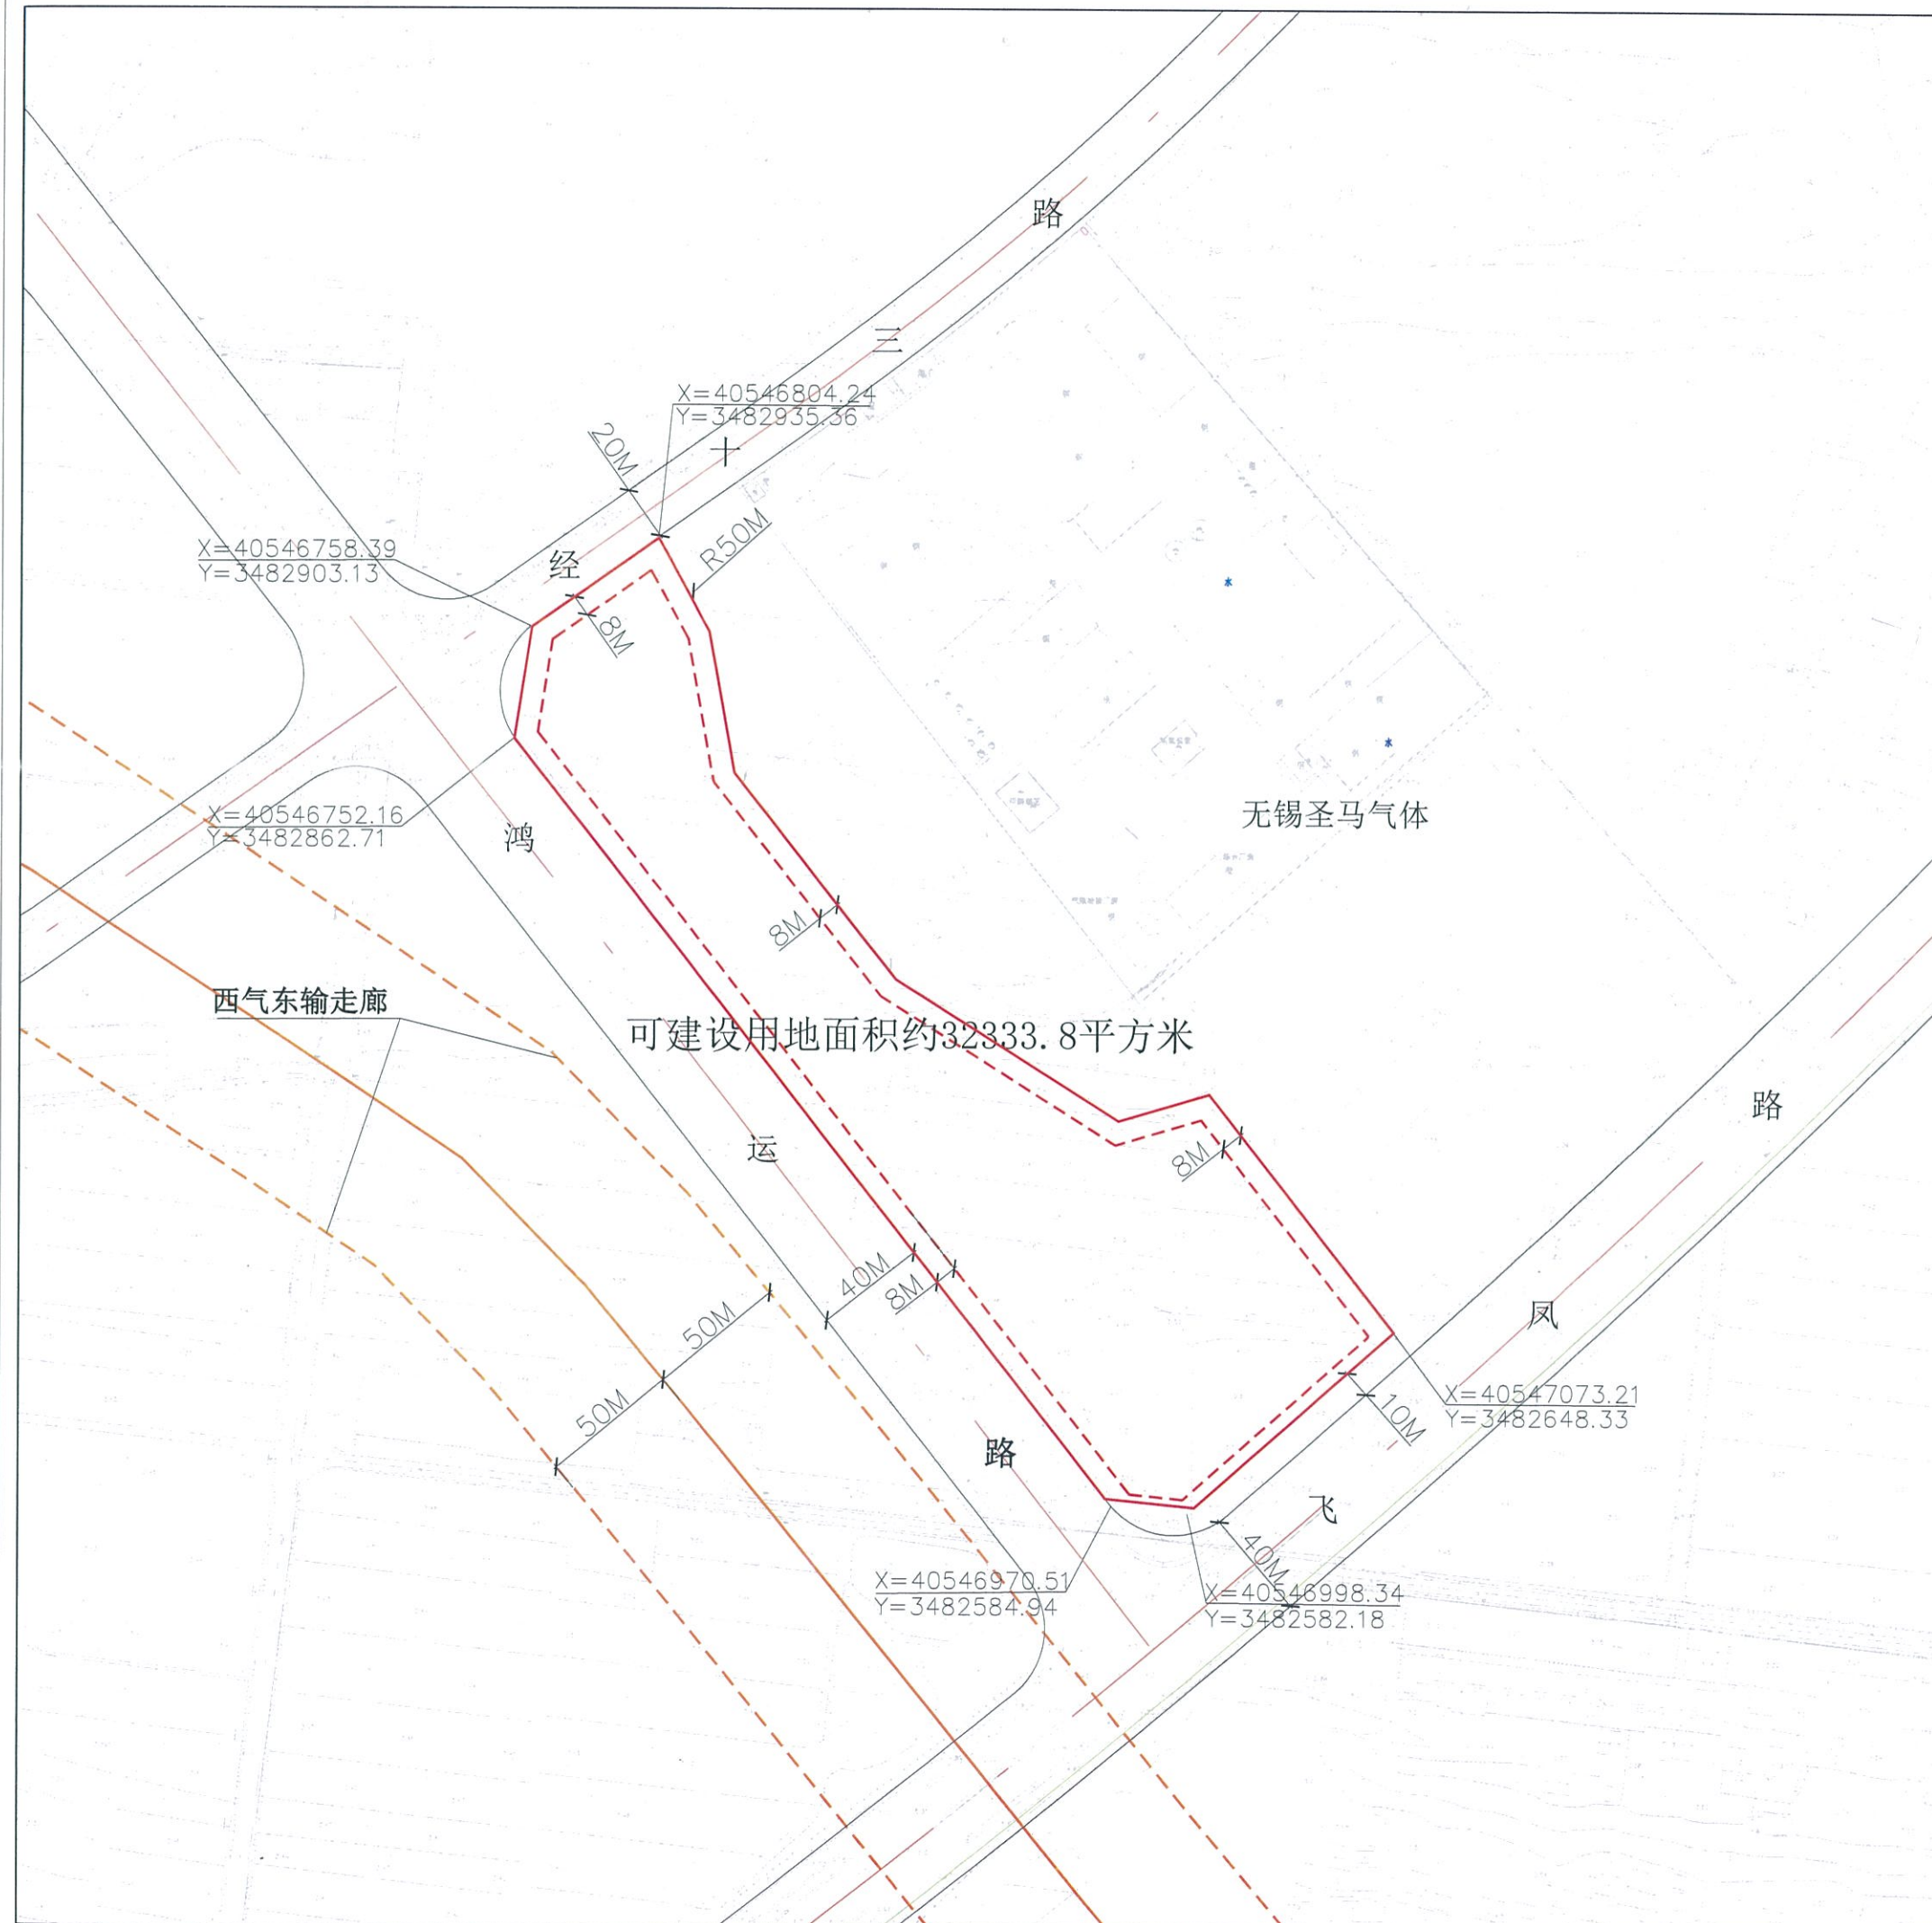 路
三
X=40546804.24
Y=3482935.36
十
20M
R50M
X=40546758.39
Y=3482903.13
经
8M
X=40546752.16
Y=3482862.71
鸿
无锡圣马气体
8M
西气东输走廊
可建设用地面积约32333.8平方米
路
运
8M
40M
8M
50M
凤
50M
10M
X=40547073.21
Y=3482648.33
路
飞
40M
X=40546970.51
Y=3482584.94
X=40546998.34
Y=3482582.18